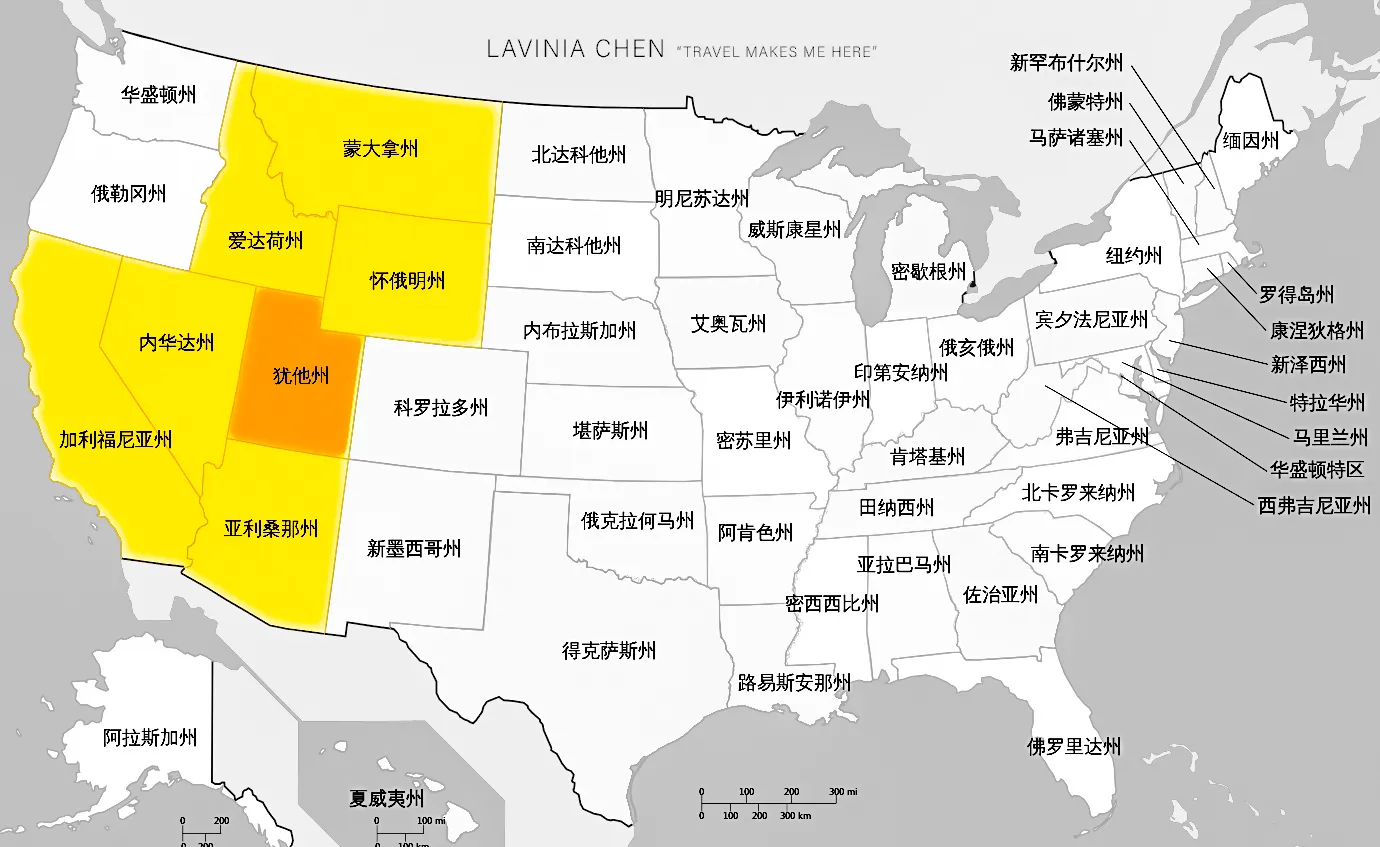 LAVINIA CHEN "TRAVEL MAKES ME HERE"
新罕布什尔州
佛蒙特州
马萨诸塞州
缅因州
华盛顿州
蒙大拿州
北达科他州
俄勒冈州
明尼苏达州
爱达荷州
南达科他州
威斯康星州
纽约州
怀俄明州
密歇根州
罗得岛州
内华达州
内布拉斯加州
艾奥瓦州
宾夕法尼亚州
康涅狄格州
俄亥俄州
新泽西州
犹他州
印第安纳州
科罗拉多州
伊利诺伊州
特拉华州
加利福尼亚州
堪萨斯州
密苏里州
弗吉尼亚州
马里兰州
肯塔基州
华盛顿特区
北卡罗来纳州
西弗吉尼亚州
田纳西州
亚利桑那州
俄克拉何马州
阿肯色州
新墨西哥州
南卡罗来纳州
亚拉巴马州
佐治亚州
密西西比州
得克萨斯州
路易斯安那州
阿拉斯加州
佛罗里达州
夏威夷州
0 100 200 300 mi
0 100 200 300 km
0 200
0 200
0 100 mi
0 100 km